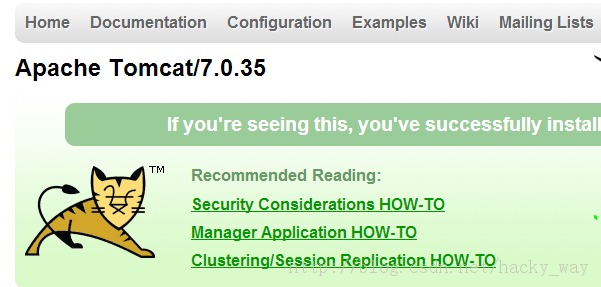 Home Documentation Configuration Examples Wiki Mailing Lists
Apache Tomcat/7.0.35
If you're seeing this, you've successfully install
TM
Recommended Reading:
Security Considerations HOW-TO
Manager Application HOW-TO
Clustering/Session Replication HOW-TO
http://blog.csdn.net/hacky_way